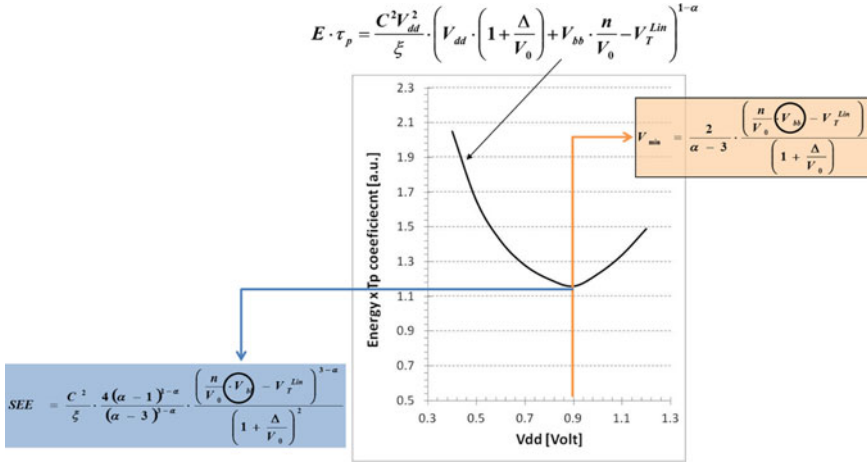 E · τp = C²Vdd² / ξ · (Vdd · (1 + Δ/V0) + Vbb · n/V0 − VT^Lin)^(1−α)
Vmin = 2 / (α − 3) · (n/V0 · Vbb − VT^Lin) / (1 + Δ/V0)
Energy x Tp coeeficiecnt [a.u.]
2.3
2.1
1.9
1.7
1.5
1.3
1.1
0.9
0.7
0.5
0.3 0.5 0.7 0.9 1.1 1.3
Vdd [Volt]
SEE = C² / ξ · 4 (α − 1)^(1−α) / (α − 3)^(3−α) · (n/V0 · Vbb − VT^Lin)^(3−α) / (1 + Δ/V0)²